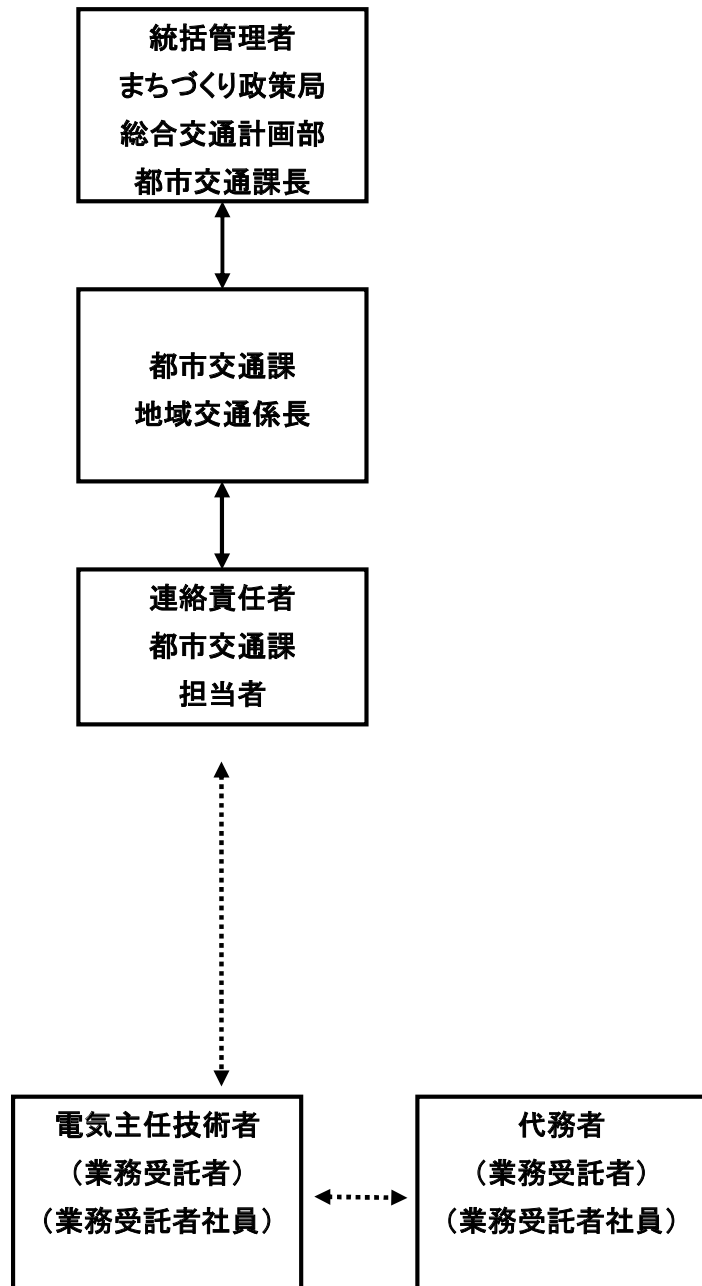 統括管理者
まちづくり政策局
総合交通計画部
都市交通課長
都市交通課
地域交通係長
連絡責任者
都市交通課
担当者
電気主任技術者
（業務受託者）
（業務受託者社員）
代務者
（業務受託者）
（業務受託者社員）